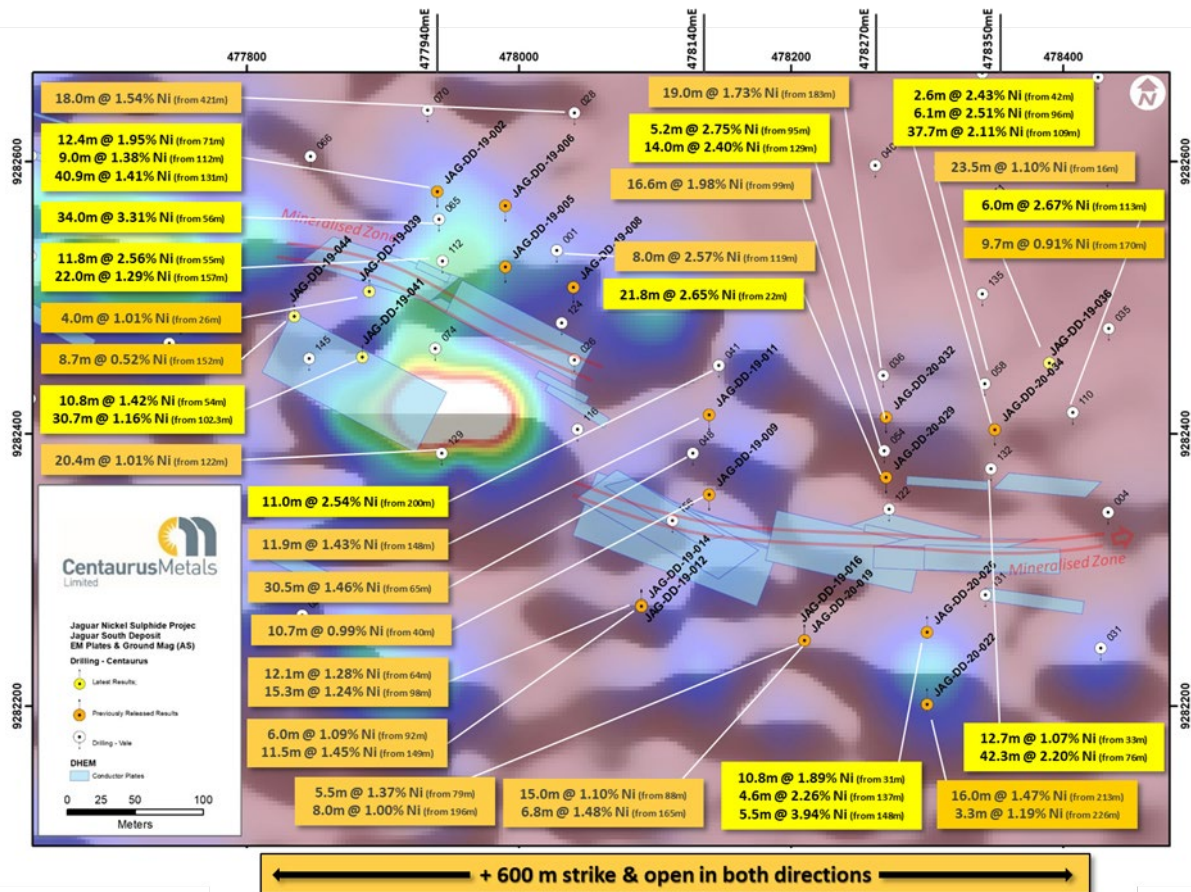 477940mE
478140mE
478270mE
478350mE
477800
478000
478200
478400
9282600
9282400
9282200
9282600
9282400
9282200
N
18.0m @ 1.54% Ni (from 421m)
12.4m @ 1.95% Ni (from 71m)
9.0m @ 1.38% Ni (from 112m)
40.9m @ 1.41% Ni (from 131m)
34.0m @ 3.31% Ni (from 56m)
11.8m @ 2.56% Ni (from 55m)
22.0m @ 1.29% Ni (from 157m)
4.0m @ 1.01% Ni (from 26m)
8.7m @ 0.52% Ni (from 152m)
10.8m @ 1.42% Ni (from 54m)
30.7m @ 1.16% Ni (from 102.3m)
20.4m @ 1.01% Ni (from 122m)
19.0m @ 1.73% Ni (from 183m)
5.2m @ 2.75% Ni (from 95m)
14.0m @ 2.40% Ni (from 129m)
16.6m @ 1.98% Ni (from 99m)
8.0m @ 2.57% Ni (from 119m)
21.8m @ 2.65% Ni (from 22m)
2.6m @ 2.43% Ni (from 42m)
6.1m @ 2.51% Ni (from 96m)
37.7m @ 2.11% Ni (from 109m)
23.5m @ 1.10% Ni (from 16m)
6.0m @ 2.67% Ni (from 113m)
9.7m @ 0.91% Ni (from 170m)
070
028
066
JAG-DD-19-002
JAG-DD-19-006
065
Mineralised Zone
JAG-DD-19-039
112
JAG-DD-19-005
001
JAG-DD-19-008
JAG-DD-19-044
JAG-DD-19-041
124
145
074
026
116
129
041
JAG-DD-19-011
048
JAG-DD-19-009
036
JAG-DD-20-032
054
JAG-DD-20-029
122
135
058
JAG-DD-20-034
132
JAG-DD-19-036
035
110
004
Mineralised Zone
JAG-DD-19-014
JAG-DD-19-012
JAG-DD-19-016
JAG-DD-20-019
JAG-DD-20-022
031
11.0m @ 2.54% Ni (from 200m)
11.9m @ 1.43% Ni (from 148m)
30.5m @ 1.46% Ni (from 65m)
10.7m @ 0.99% Ni (from 40m)
12.1m @ 1.28% Ni (from 64m)
15.3m @ 1.24% Ni (from 98m)
6.0m @ 1.09% Ni (from 92m)
11.5m @ 1.45% Ni (from 149m)
5.5m @ 1.37% Ni (from 79m)
8.0m @ 1.00% Ni (from 196m)
15.0m @ 1.10% Ni (from 88m)
6.8m @ 1.48% Ni (from 165m)
10.8m @ 1.89% Ni (from 31m)
4.6m @ 2.26% Ni (from 137m)
5.5m @ 3.94% Ni (from 148m)
12.7m @ 1.07% Ni (from 33m)
42.3m @ 2.20% Ni (from 76m)
16.0m @ 1.47% Ni (from 213m)
3.3m @ 1.19% Ni (from 226m)
CentaurusMetals
Limited
Jaguar Nickel Sulphide Projec
Jaguar South Deposit
EM Plates & Ground Mag (AS)
Drilling - Centaurus
Latest Results;
Previously Released Results
Drilling - Vale
DHEM
Conductor Plates
0 25 50 100
Meters
+ 600 m strike & open in both directions